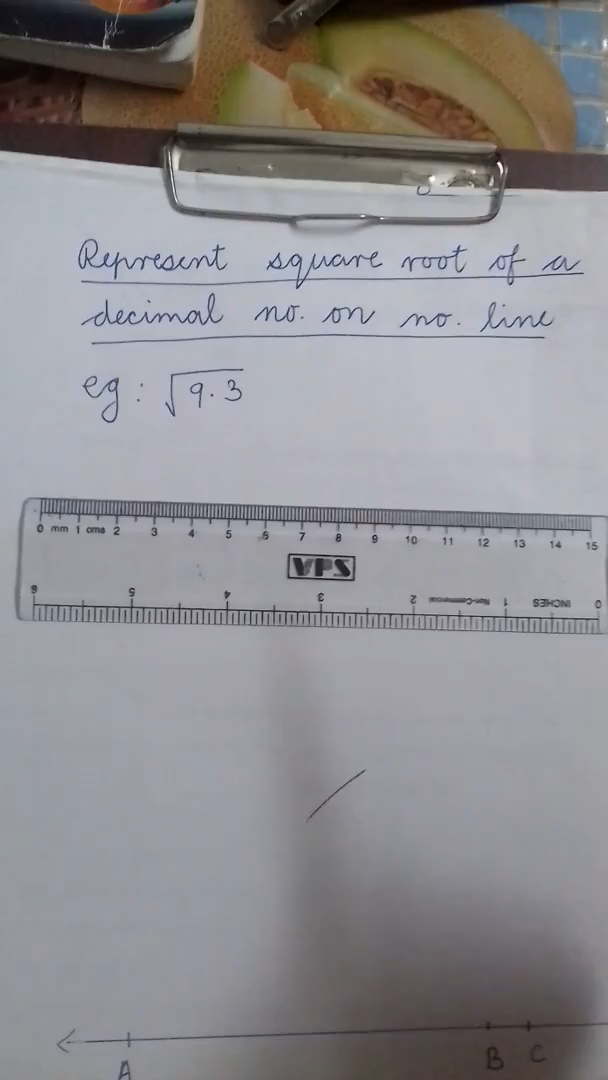 Represent square root of a
decimal no. on no. line
eg: √9.3
0 mm 1 cms 2 3 4 5 6 7 8 9 10 11 12 13 14 15
VPS
6 5 4 3 2 Non-Commercial 1 INCHES 0
A B C